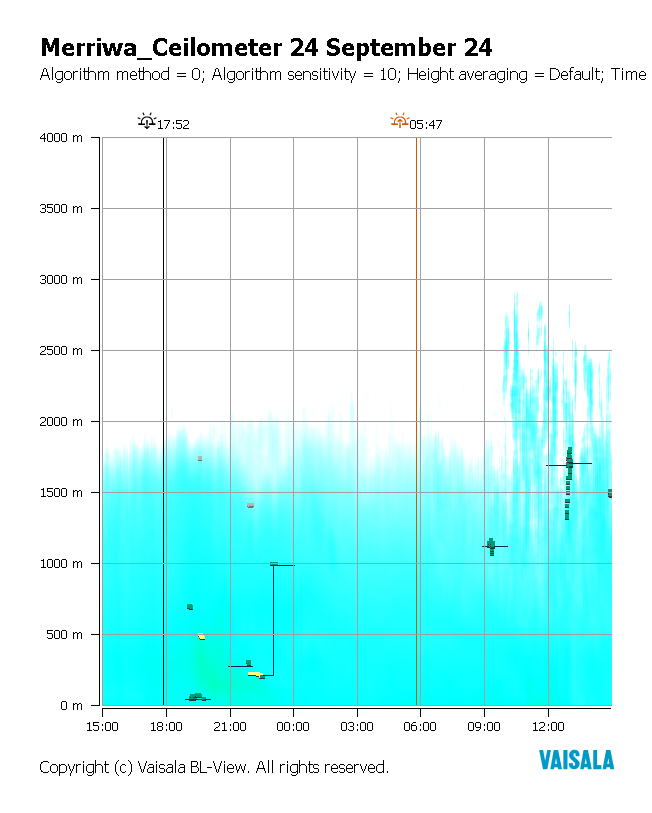 Merriwa_Ceilometer 24 September 24
Algorithm method = 0; Algorithm sensitivity = 10; Height averaging = Default; Time
17:52 05:47
4000 m
3500 m
3000 m
2500 m
2000 m
1500 m
1000 m
500 m
0 m
15:00 18:00 21:00 00:00 03:00 06:00 09:00 12:00
VAISALA
Copyright (c) Vaisala BL-View. All rights reserved.